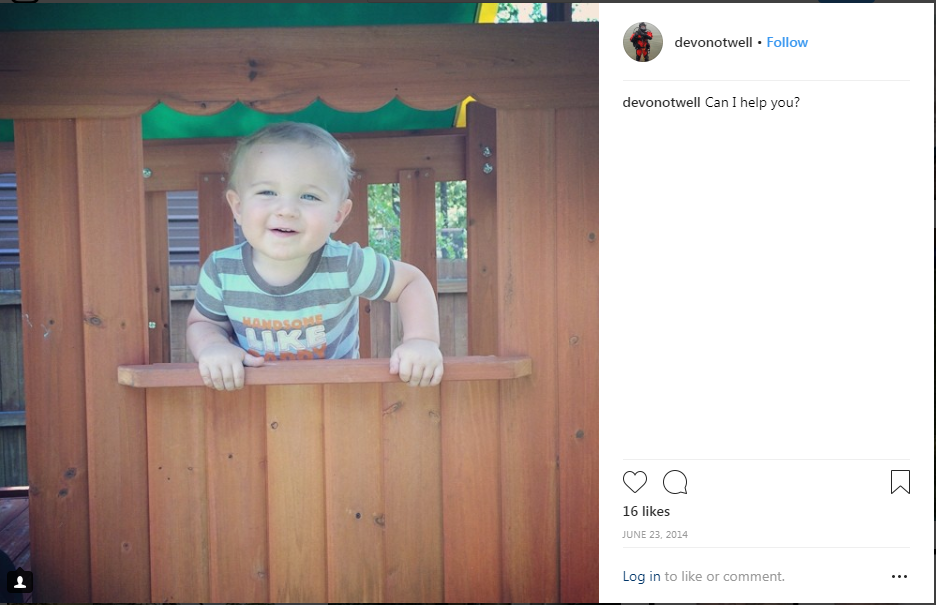 devonotwell • Follow
devonotwell Can I help you?
HANDSOME
LIKE
DADDY
16 likes
JUNE 23, 2014
Log in to like or comment.